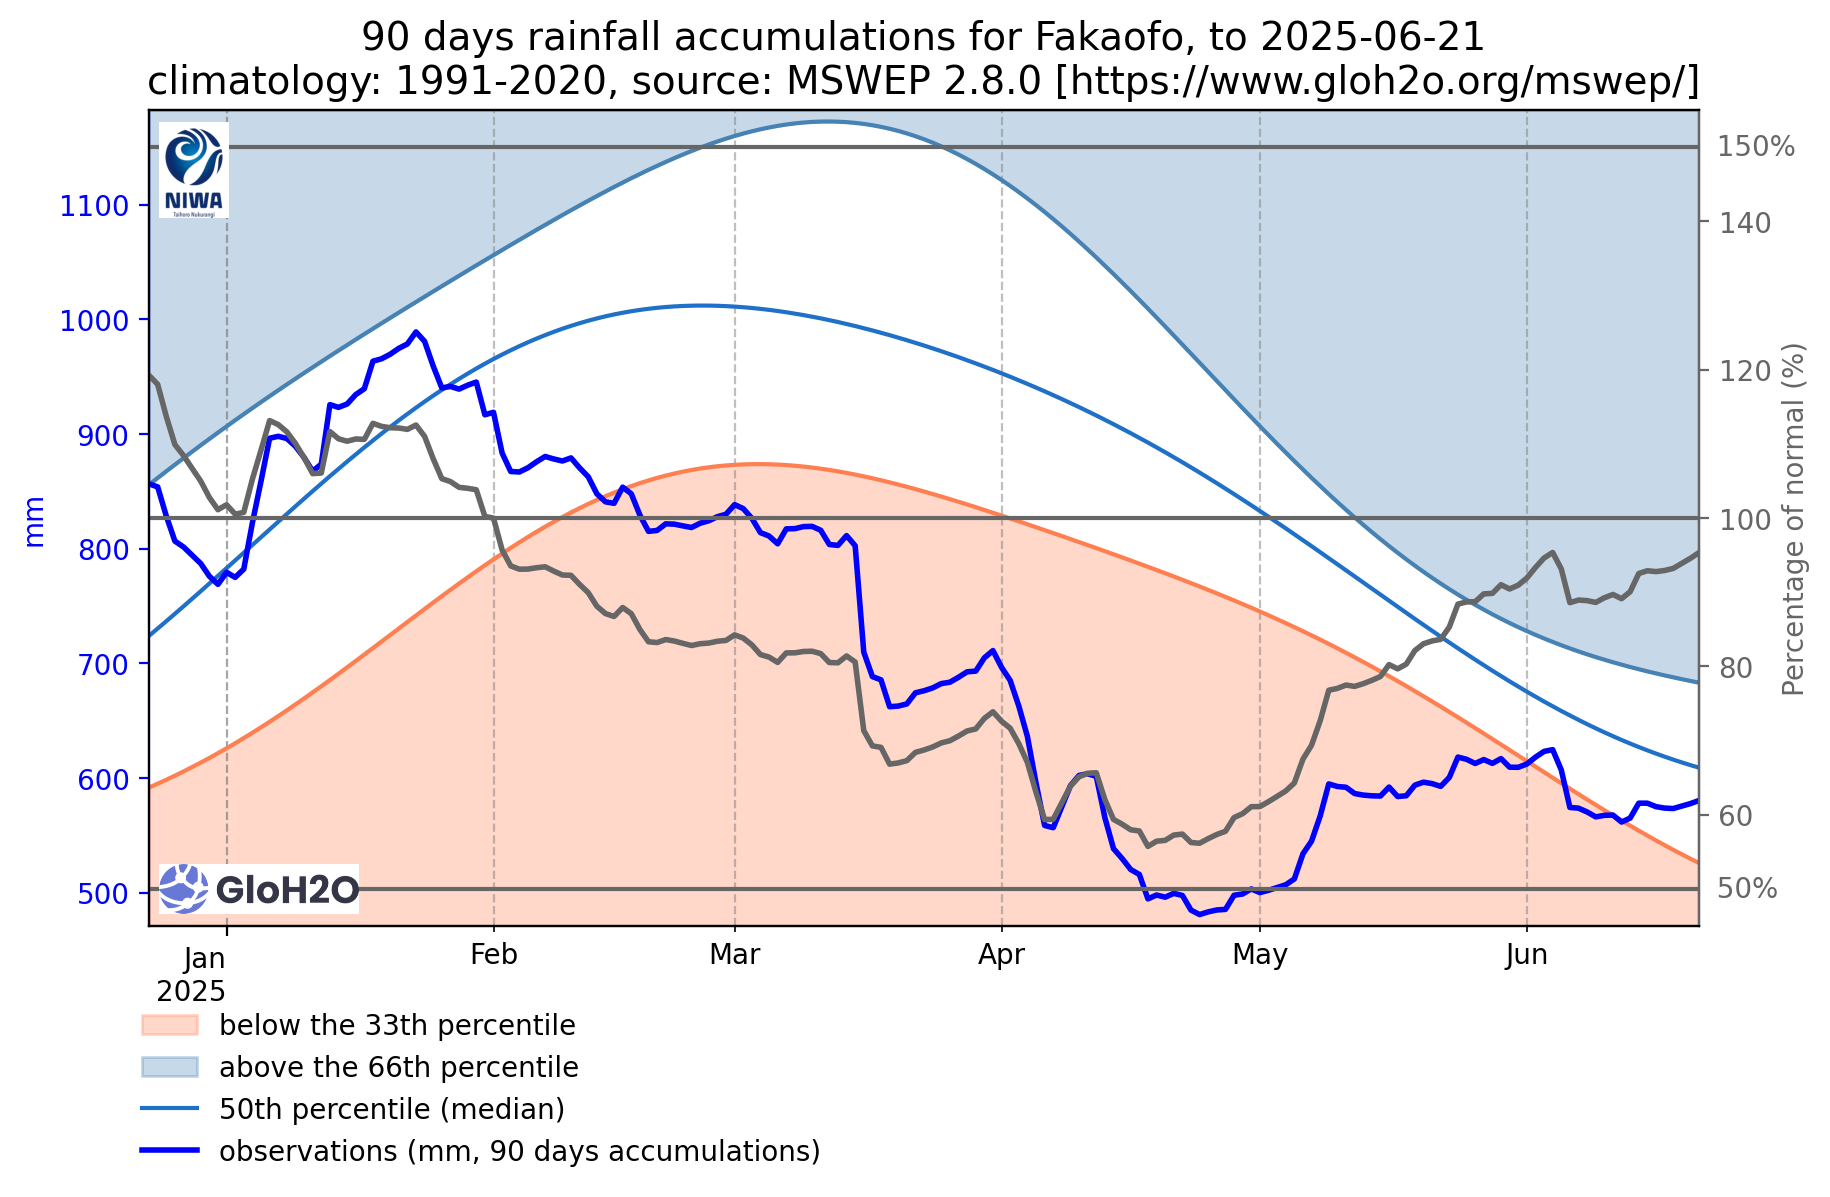 90 days rainfall accumulations for Fakaofo, to 2025-06-21
climatology: 1991-2020, source: MSWEP 2.8.0 [https://www.gloh2o.org/mswep/]
NIWA
Taihoro Nukurangi
1100
1000
900
800
700
600
500
mm
150%
140
120
100
80
60
50%
Percentage of normal (%)
GloH2O
Jan
2025
Feb
Mar
Apr
May
Jun
below the 33th percentile
above the 66th percentile
50th percentile (median)
observations (mm, 90 days accumulations)